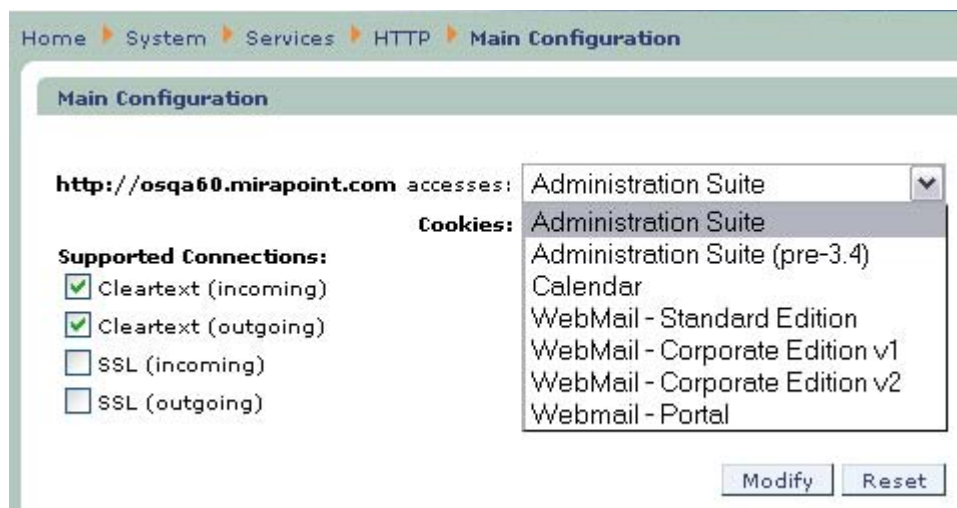 Home System Services HTTP Main Configuration
Main Configuration
http://osqa60.mirapoint.com accesses: Administration Suite
Cookies: Administration Suite
Administration Suite (pre-3.4)
Calendar
WebMail - Standard Edition
WebMail - Corporate Edition v1
WebMail - Corporate Edition v2
Webmail - Portal
Supported Connections:
Cleartext (incoming)
Cleartext (outgoing)
SSL (incoming)
SSL (outgoing)
Modify Reset